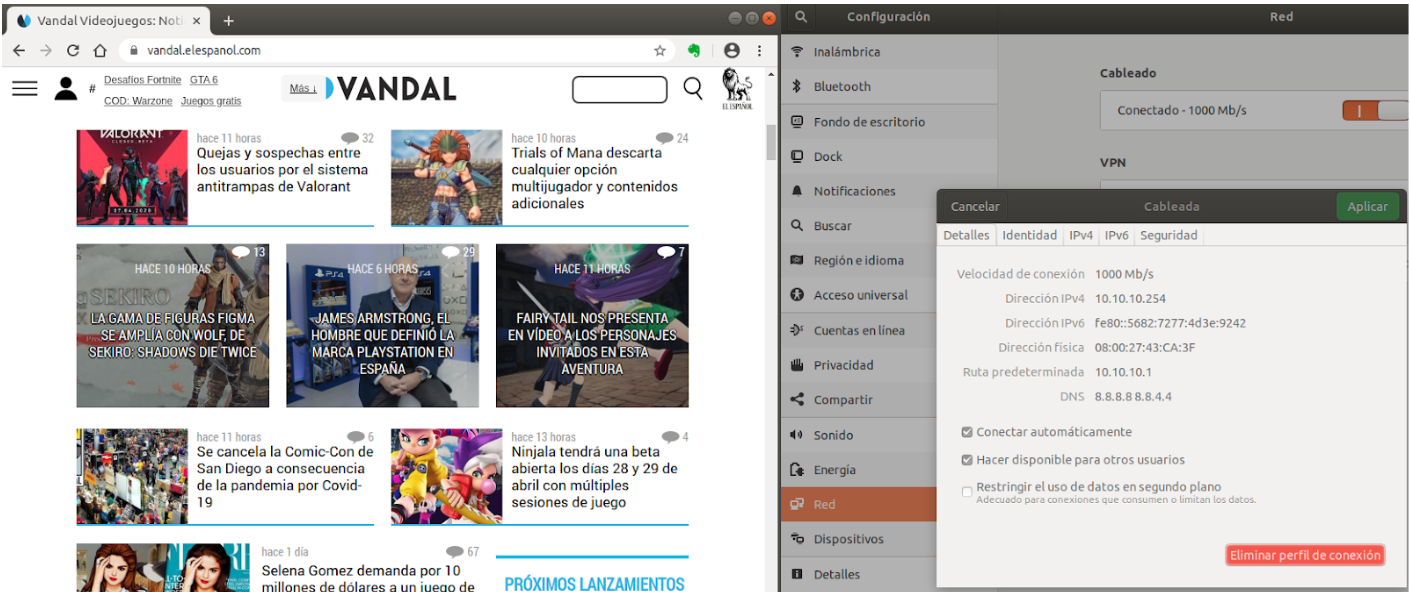 Vandal Videojuegos: Noti
vandal.elespanol.com
#
Desafíos Fortnite GTA 6
COD: Warzone Juegos gratis
Más ↓
VANDAL
EL ESPAÑOL
VALORANT
CLOSED BETA
hace 11 horas 32
Quejas y sospechas entre
los usuarios por el sistema
antitrampas de Valorant
hace 10 horas 24
Trials of Mana descarta
cualquier opción
multijugador y contenidos
adicionales
13
HACE 10 HORAS
SEKIRO
LA GAMA DE FIGURAS FIGMA
SE AMPLÍA CON WOLF, DE
SEKIRO: SHADOWS DIE TWICE
29
PS4
HACE 6 HORAS
JAMES ARMSTRONG, EL
HOMBRE QUE DEFINIÓ LA
MARCA PLAYSTATION EN
ESPAÑA
7
HACE 11 HORAS
FAIRY TAIL NOS PRESENTA
EN VÍDEO A LOS PERSONAJES
INVITADOS EN ESTA
AVENTURA
hace 11 horas 6
Se cancela la Comic-Con de
San Diego a consecuencia
de la pandemia por Covid-
19
hace 13 horas 4
Ninjala tendrá una beta
abierta los días 28 y 29 de
abril con múltiples
sesiones de juego
hace 1 día 67
Selena Gomez demanda por 10
millones de dólares a un juego de
PRÓXIMOS LANZAMIENTOS
Configuración
Red
Inalámbrica
Bluetooth
Fondo de escritorio
Dock
Notificaciones
Buscar
Región e idioma
Acceso universal
Cuentas en línea
Privacidad
Compartir
Sonido
Energía
Red
Dispositivos
Detalles
Cableado
Conectado - 1000 Mb/s
VPN
Cancelar Cableada Aplicar
Detalles Identidad IPv4 IPv6 Seguridad
Velocidad de conexión 1000 Mb/s
Dirección IPv4 10.10.10.254
Dirección IPv6 fe80::5682:7277:4d3e:9242
Dirección física 08:00:27:43:CA:3F
Ruta predeterminada 10.10.10.1
DNS 8.8.8.8 8.8.4.4
Conectar automáticamente
Hacer disponible para otros usuarios
Restringir el uso de datos en segundo plano
Adecuado para conexiones que consumen o limitan los datos.
Eliminar perfil de conexión